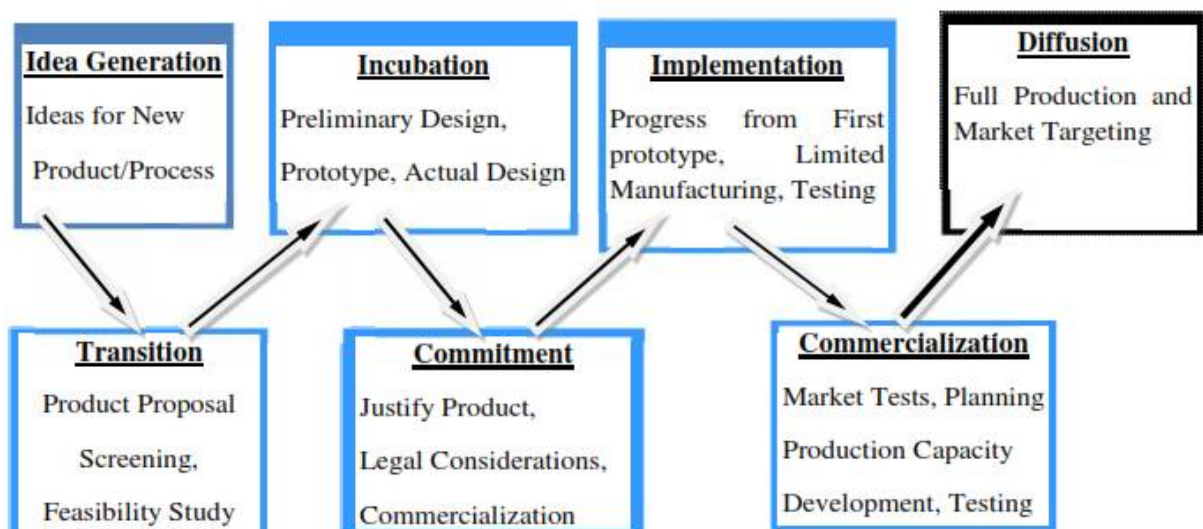 Idea Generation
Ideas for New
Product/Process
Incubation
Preliminary Design,
Prototype, Actual Design
Implementation
Progress from First
prototype, Limited
Manufacturing, Testing
Diffusion
Full Production and
Market Targeting
Transition
Product Proposal
Screening,
Feasibility Study
Commitment
Justify Product,
Legal Considerations,
Commercialization
Commercialization
Market Tests, Planning
Production Capacity
Development, Testing